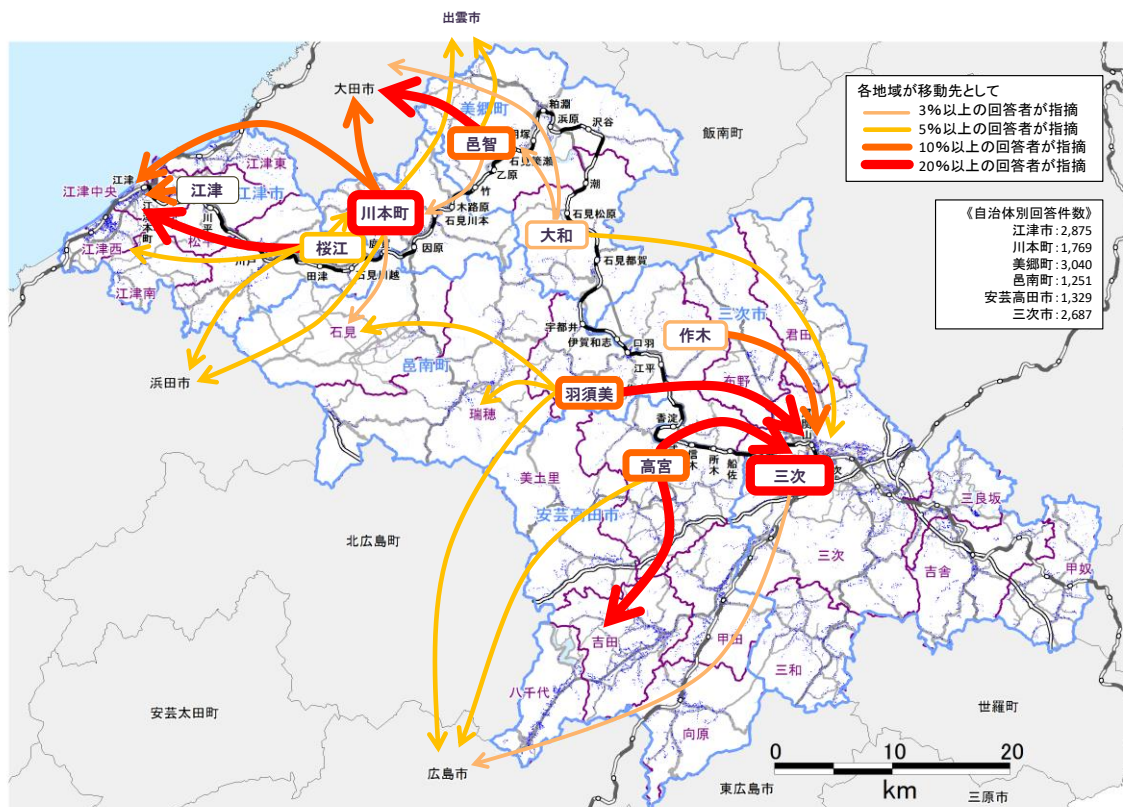 出雲市
各地域が移動先として
3%以上の回答者が指摘
5%以上の回答者が指摘
10%以上の回答者が指摘
20%以上の回答者が指摘
大田市
美郷町
粕淵
浜原
沢谷
飯南町
邑智
石見簗瀬
乙原
竹
木路原
石見川本
潮
石見松原
石見都賀
大和
江津東
江津
江津中央
江津
江津市
川平
江津西
江津南
川本町
桜江
因原
田津
石見川越
《自治体別回答件数》
江津市:2,875
川本町:1,769
美郷町:3,040
邑南町:1,251
安芸高田市:1,329
三次市:2,687
石見
宇都井
伊賀和志
口羽
江平
三次市
作木
君田
布野
邑南町
浜田市
羽須美
瑞穂
香淀
高宮
信木
所木
船佐
三次
美土里
安芸高田市
北広島町
三良坂
三次
吉舎
甲奴
吉田
甲田
三和
八千代
向原
安芸太田町
世羅町
広島市
東広島市
三原市
0 10 20
km